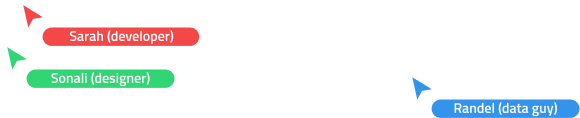 Sarah (developer)
Sonali (designer)
Randel (data guy)